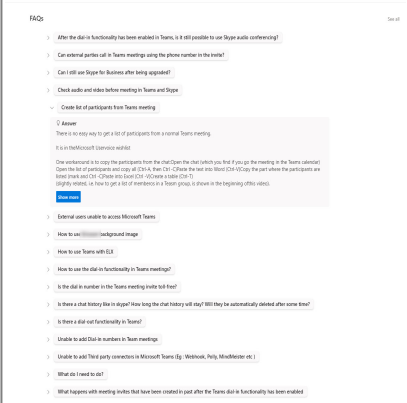 FAQs
See all
After the dial-in functionality has been enabled in Teams, is it still possible to use Skype audio conferencing?
Can external parties call in Teams meetings using the phone number in the invite?
Can I still use Skype for Business after being upgraded?
Check audio and video before meeting in Teams and Skype
Create list of participants from Teams meeting
Answer
There is no easy way to get a list of participants from a normal Teams meeting.
It is in theMicrosoft Uservoice wishlist
One workaround is to copy the participants from the chat:Open the chat (which you find if you go the meeting in the Teams calendar)
Open the list of participants and copy all (Ctrl-A, then Ctrl -C)Paste the text into Word (Ctrl-V)Copy the part where the participants are
listed (mark and Ctrl -C)Paste into Excel (Ctrl -V)Create a table (Ctrl-T)
(slightly related, i.e. how to get a list of members in a Team group, is shown in the beginning ofthis video).
Show more
External users unable to access Microsoft Teams
How to use background image
How to use Teams with ELX
How to use the dial-in functionality in Teams meetings?
Is the dial in number in the Teams meeting invite toll-free?
Is there a chat history like in skype? How long the chat history will stay? Will they be automatically deleted after some time?
Is there a dial-out functionality in Teams?
Unable to add Dial-in numbers in Team meetings
Unable to add Third party connectors in Microsoft Teams (Eg : Webhook, Polly, MindMeister etc )
What do I need to do?
What happens with meeting invites that have been created in past after the Teams dial-in functionality has been enabled